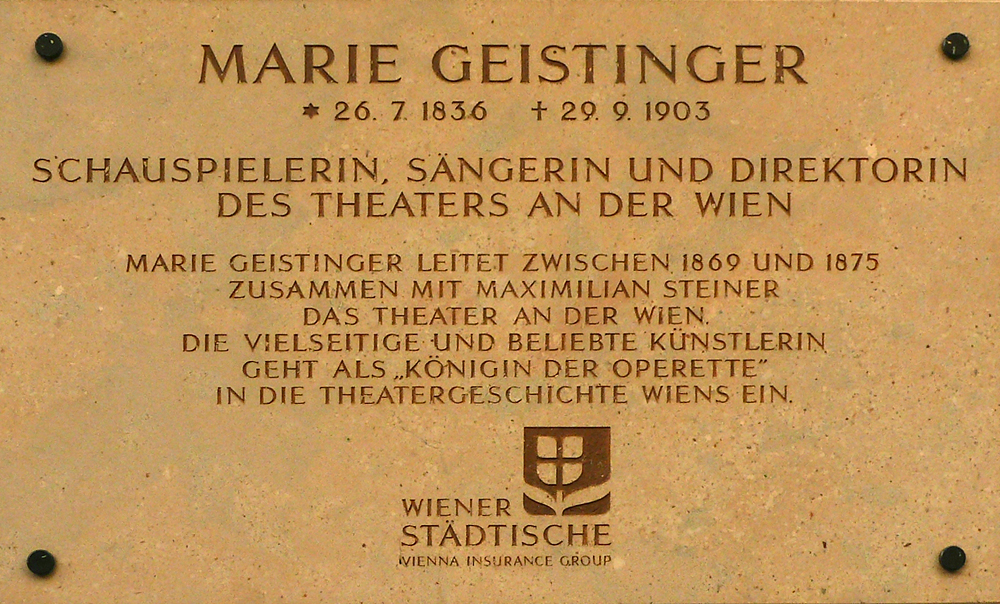 MARIE GEISTINGER
✶ 26. 7. 1836 ✝ 29. 9. 1903
SCHAUSPIELERIN, SÄNGERIN UND DIREKTORIN
DES THEATERS AN DER WIEN
MARIE GEISTINGER LEITET ZWISCHEN 1869 UND 1875
ZUSAMMEN MIT MAXIMILIAN STEINER
DAS THEATER AN DER WIEN.
DIE VIELSEITIGE UND BELIEBTE KÜNSTLERIN
GEHT ALS „KÖNIGIN DER OPERETTE”
IN DIE THEATERGESCHICHTE WIENS EIN.
WIENER
STÄDTISCHE
VIENNA INSURANCE GROUP